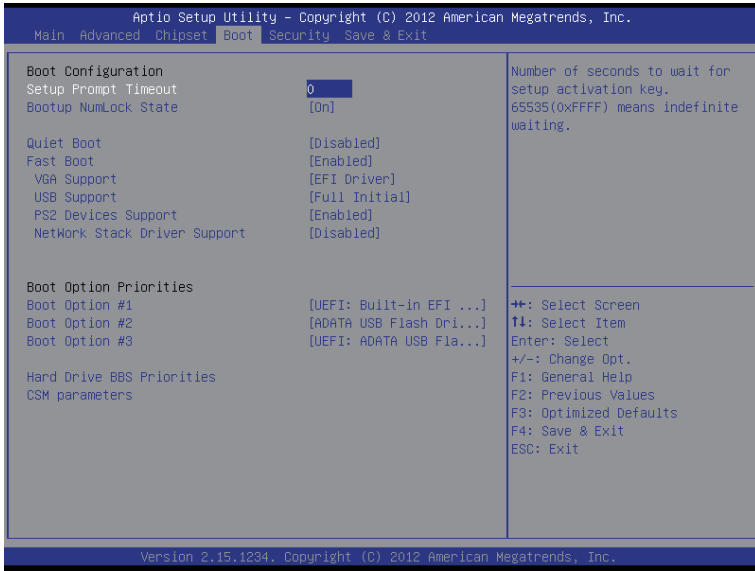 Aptio Setup Utility – Copyright (C) 2012 American Megatrends, Inc.
Main Advanced Chipset Boot Security Save & Exit
Boot Configuration
Setup Prompt Timeout 0
Bootup NumLock State [On]
Quiet Boot [Disabled]
Fast Boot [Enabled]
VGA Support [EFI Driver]
USB Support [Full Initial]
PS2 Devices Support [Enabled]
NetWork Stack Driver Support [Disabled]
Boot Option Priorities
Boot Option #1 [UEFI: Built-in EFI ...]
Boot Option #2 [ADATA USB Flash Dri...]
Boot Option #3 [UEFI: ADATA USB Fla...]
Hard Drive BBS Priorities
CSM parameters
Number of seconds to wait for
setup activation key.
65535(0xFFFF) means indefinite
waiting.
→←: Select Screen
↑↓: Select Item
Enter: Select
+/-: Change Opt.
F1: General Help
F2: Previous Values
F3: Optimized Defaults
F4: Save & Exit
ESC: Exit
Version 2.15.1234. Copyright (C) 2012 American Megatrends, Inc.